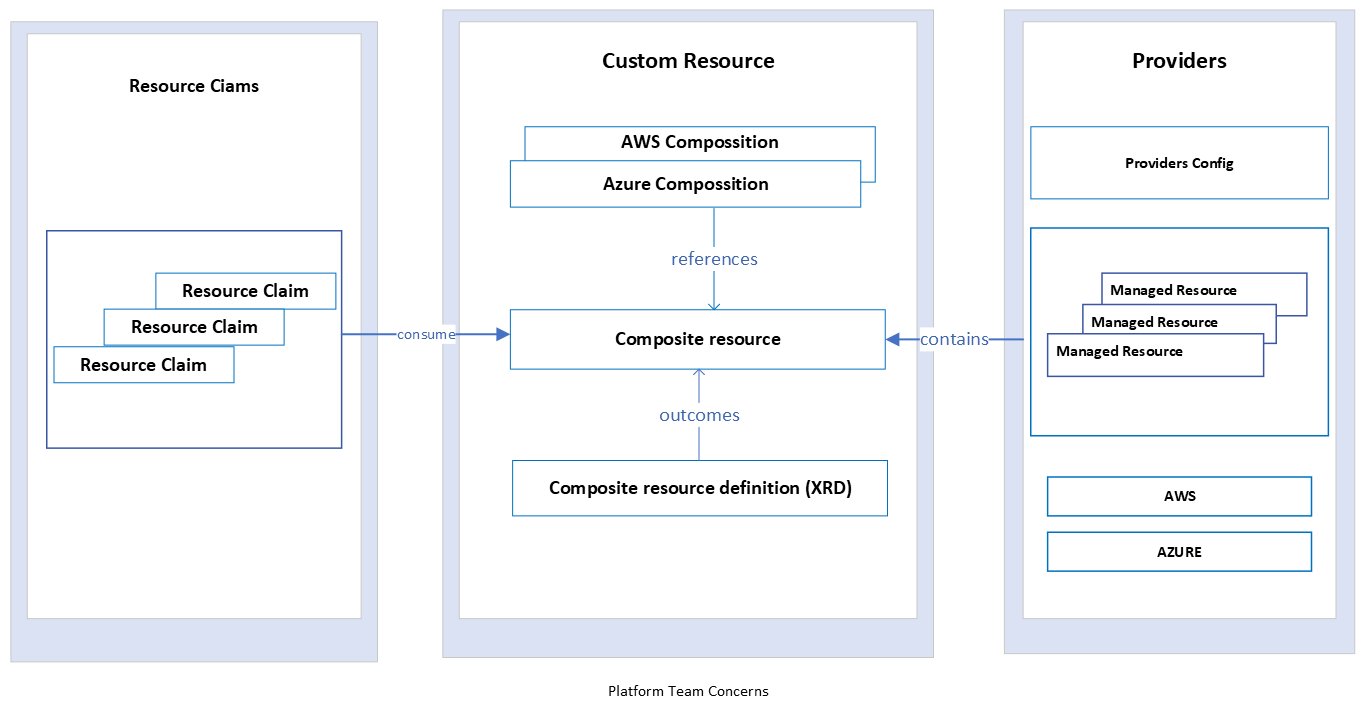 Resource Ciams
Resource Claim
Resource Claim
Resource Claim
consume
Custom Resource
AWS Compossition
Azure Compossition
references
Composite resource
outcomes
Composite resource definition (XRD)
contains
Providers
Providers Config
Managed Resource
Managed Resource
Managed Resource
AWS
AZURE
Platform Team Concerns